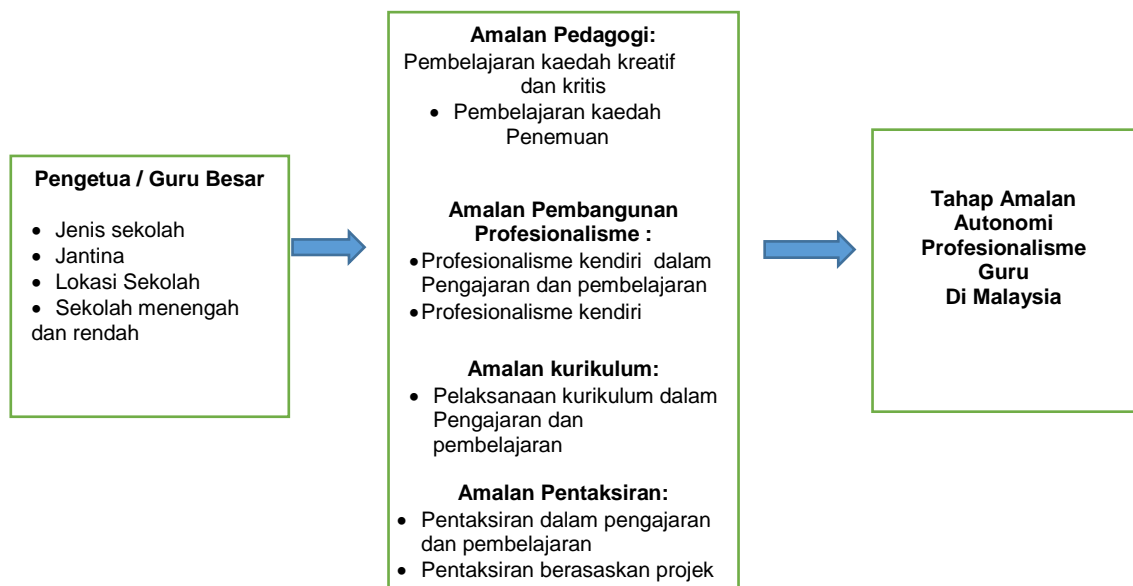 Pengetua / Guru Besar
• Jenis sekolah
• Jantina
• Lokasi Sekolah
• Sekolah menengah
dan rendah
Amalan Pedagogi:
Pembelajaran kaedah kreatif
dan kritis
• Pembelajaran kaedah
Penemuan
Amalan Pembangunan
Profesionalisme :
•Profesionalisme kendiri dalam
Pengajaran dan pembelajaran
•Profesionalisme kendiri
Amalan kurikulum:
• Pelaksanaan kurikulum dalam
Pengajaran dan
pembelajaran
Amalan Pentaksiran:
• Pentaksiran dalam pengajaran
dan pembelajaran
• Pentaksiran berasaskan projek
Tahap Amalan
Autonomi
Profesionalisme
Guru
Di Malaysia